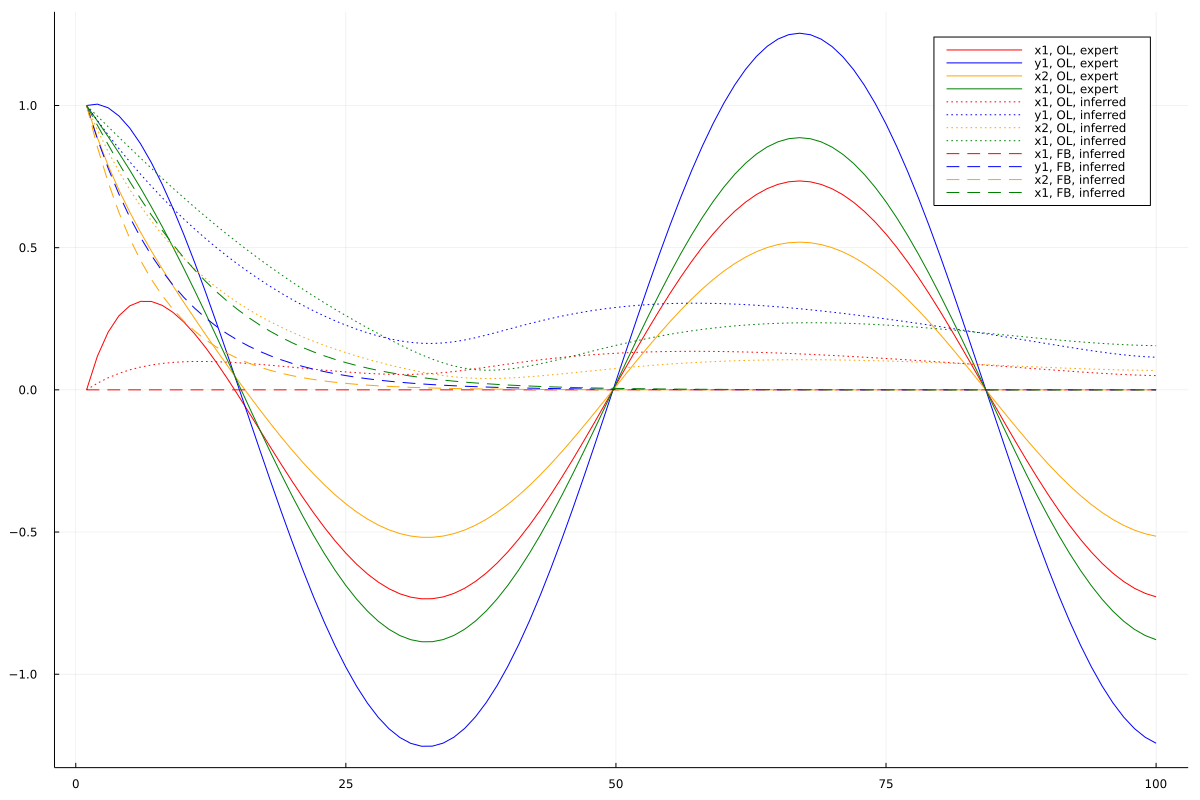 1.0
0.5
0.0
−0.5
−1.0
0
25
50
75
100
x1, OL, expert
y1, OL, expert
x2, OL, expert
x1, OL, expert
x1, OL, inferred
y1, OL, inferred
x2, OL, inferred
x1, OL, inferred
x1, FB, inferred
y1, FB, inferred
x2, FB, inferred
x1, FB, inferred